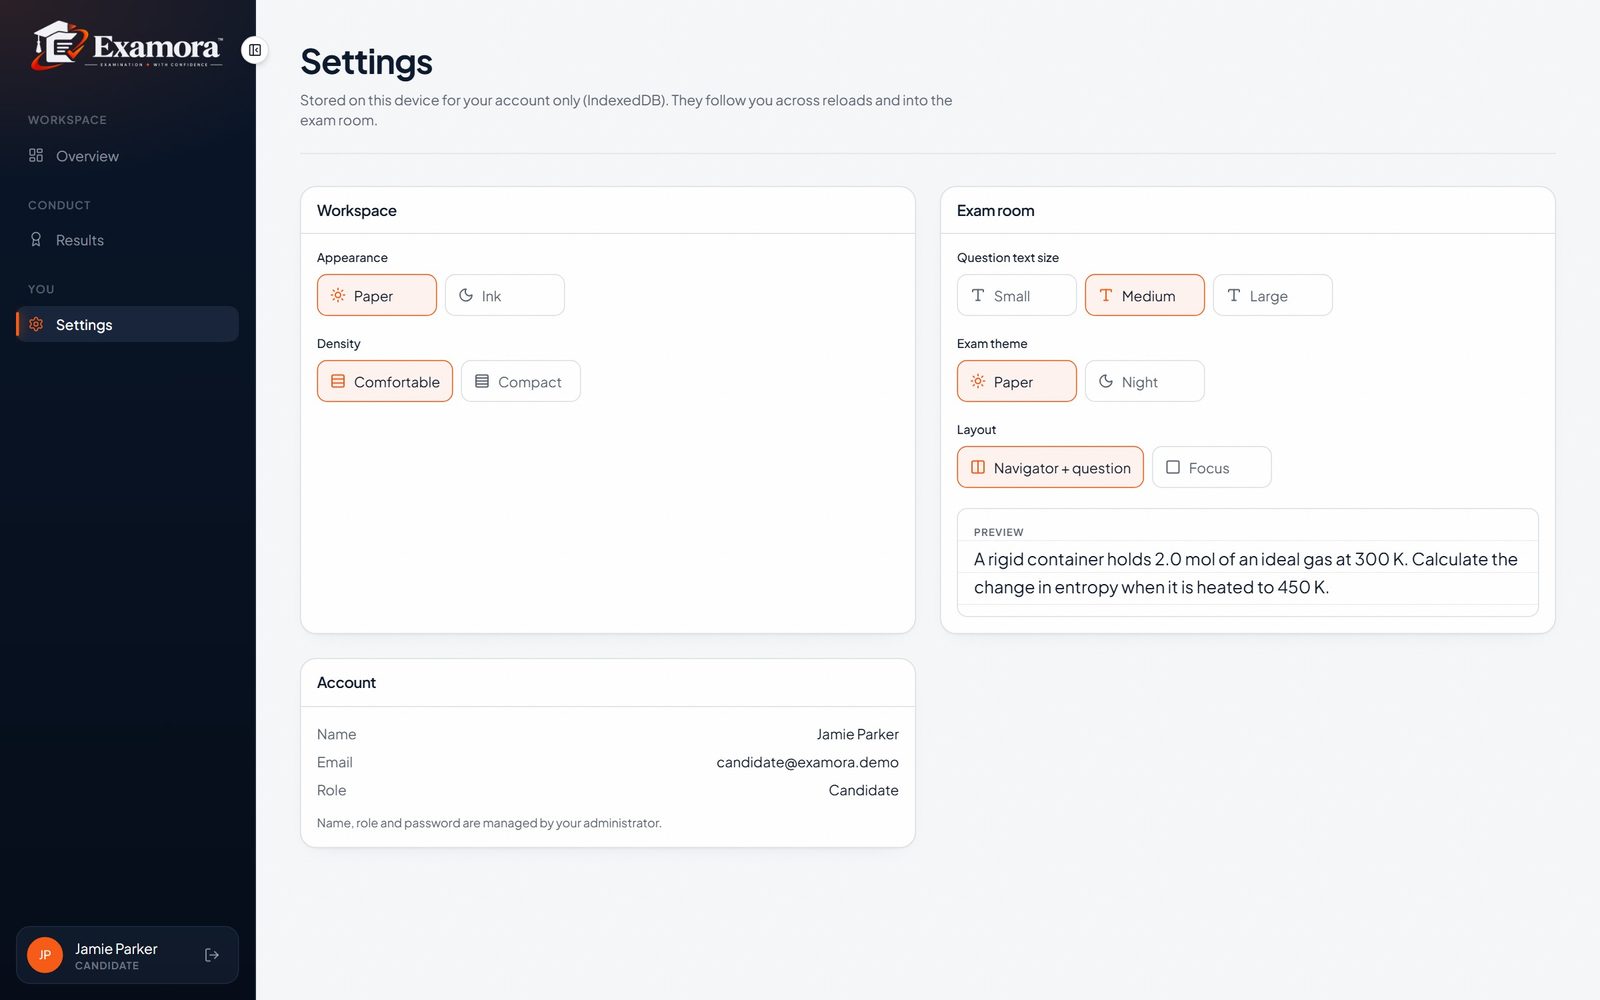 Examora™
EXAMINATION • WITH CONFIDENCE
WORKSPACE
Overview
CONDUCT
Results
YOU
Settings
JP
Jamie Parker
CANDIDATE
Settings
Stored on this device for your account only (IndexedDB). They follow you across reloads and into the
exam room.
Workspace
Appearance
Paper
Ink
Density
Comfortable
Compact
Exam room
Question text size
Small
Medium
Large
Exam theme
Paper
Night
Layout
Navigator + question
Focus
PREVIEW
A rigid container holds 2.0 mol of an ideal gas at 300 K. Calculate the
change in entropy when it is heated to 450 K.
Account
Name Jamie Parker
Email candidate@examora.demo
Role Candidate
Name, role and password are managed by your administrator.